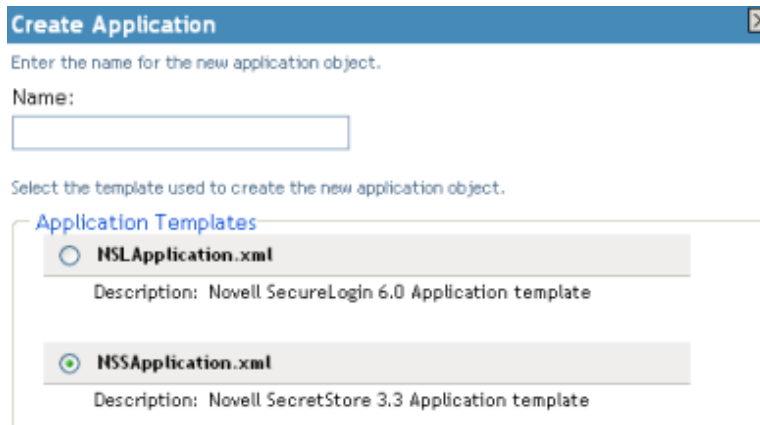 Create Application
Enter the name for the new application object.
Name:
Select the template used to create the new application object.
Application Templates
NSLApplication.xml
Description: Novell SecureLogin 6.0 Application template
NSSApplication.xml
Description: Novell SecretStore 3.3 Application template